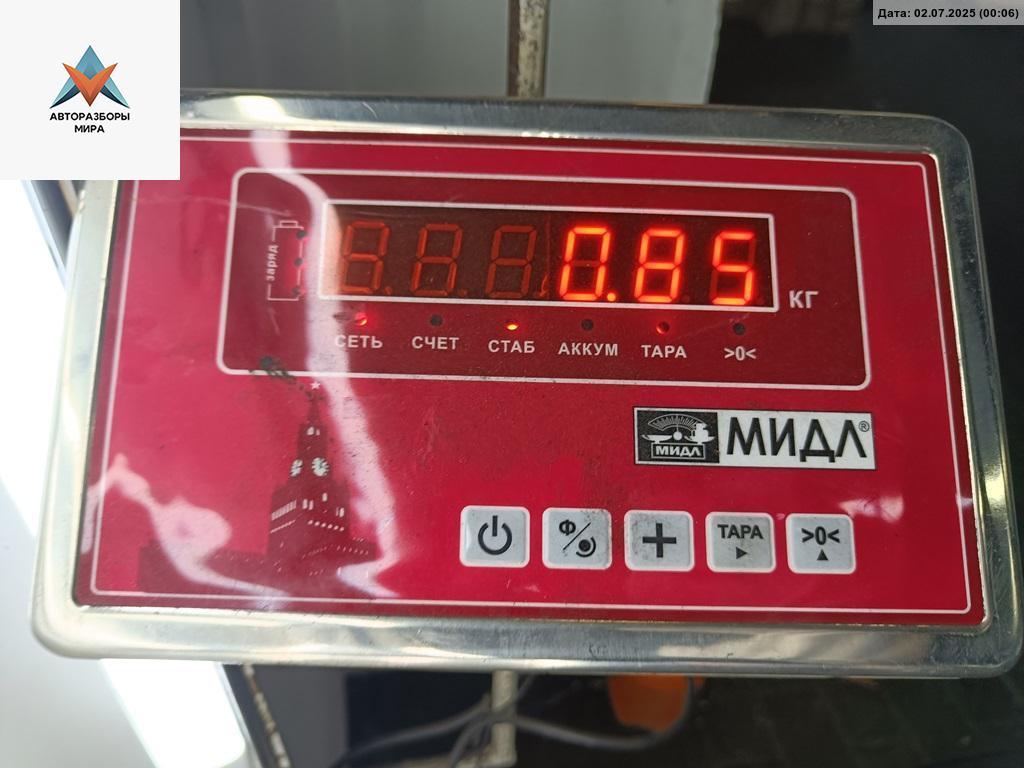 Дата: 02.07.2025 (00:06)
АВТОРАЗБОРЫ
МИРА
заряд
0.85
КГ
СЕТЬ СЧЕТ СТАБ АККУМ ТАРА >0<
МИДЛ МИДЛ®
Ф + ТАРА >0<